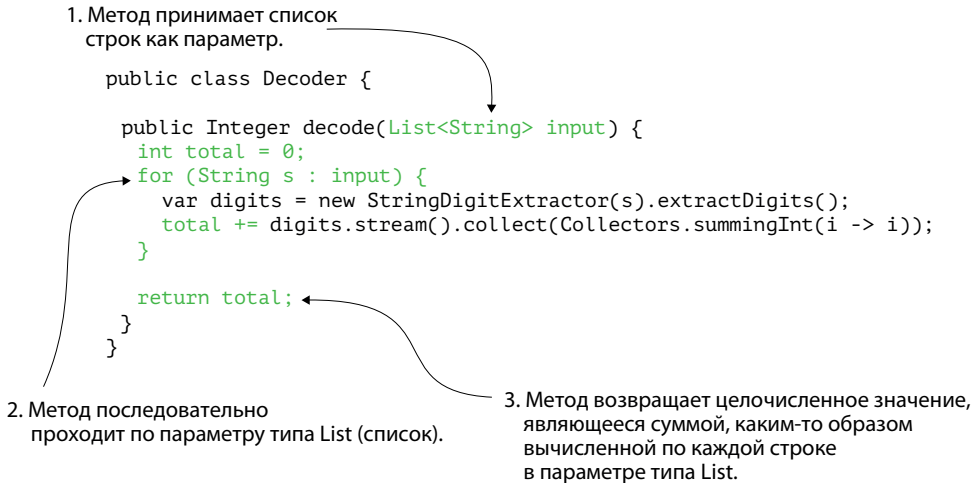 1. Метод принимает список
строк как параметр.
public class Decoder {
public Integer decode(List<String> input) {
int total = 0;
for (String s : input) {
var digits = new StringDigitExtractor(s).extractDigits();
total += digits.stream().collect(Collectors.summingInt(i -> i));
}
return total;
}
}
2. Метод последовательно
проходит по параметру типа List (список).
3. Метод возвращает целочисленное значение,
являющееся суммой, каким-то образом
вычисленной по каждой строке
в параметре типа List.